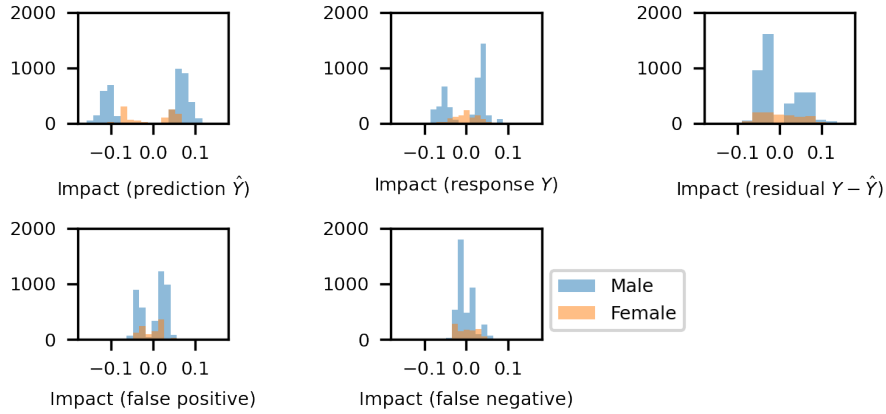 2000
1000
0
−0.1 0.0 0.1
Impact (prediction Ŷ)
2000
1000
0
−0.1 0.0 0.1
Impact (response Y)
2000
1000
0
−0.1 0.0 0.1
Impact (residual Y − Ŷ)
2000
1000
0
−0.1 0.0 0.1
Impact (false positive)
2000
1000
0
−0.1 0.0 0.1
Impact (false negative)
Male
Female